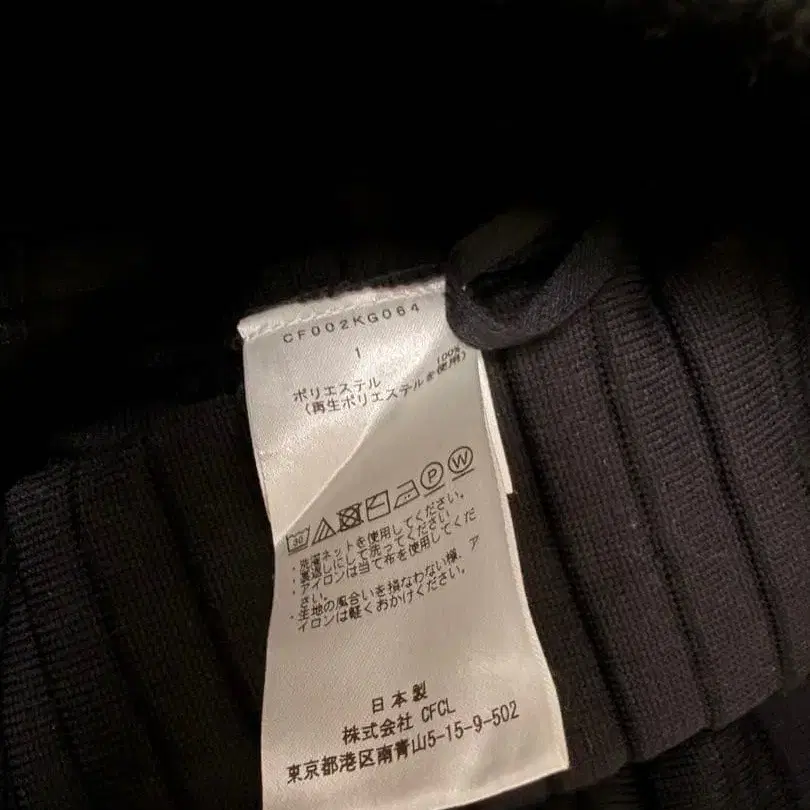 CF002KG064
1
ポリエステル 100%
(再生ポリエステルを使用)
30 P W
・洗濯ネットを使用してください。
・裏返しにして洗ってください
・アイロンは当て布を使用してくだ
さい。
・生地の風合いを損なわない様、ア
イロンは軽くおかけください。
日本製
株式会社 CFCL
東京都港区南青山5-15-9-502